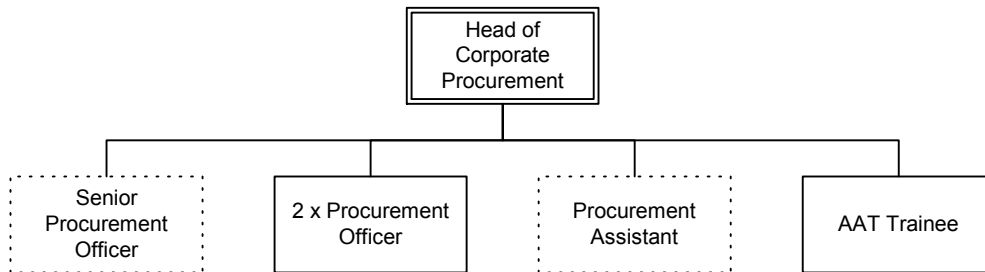 Head of
Corporate
Procurement
Senior
Procurement
Officer
2 x Procurement
Officer
Procurement
Assistant
AAT Trainee